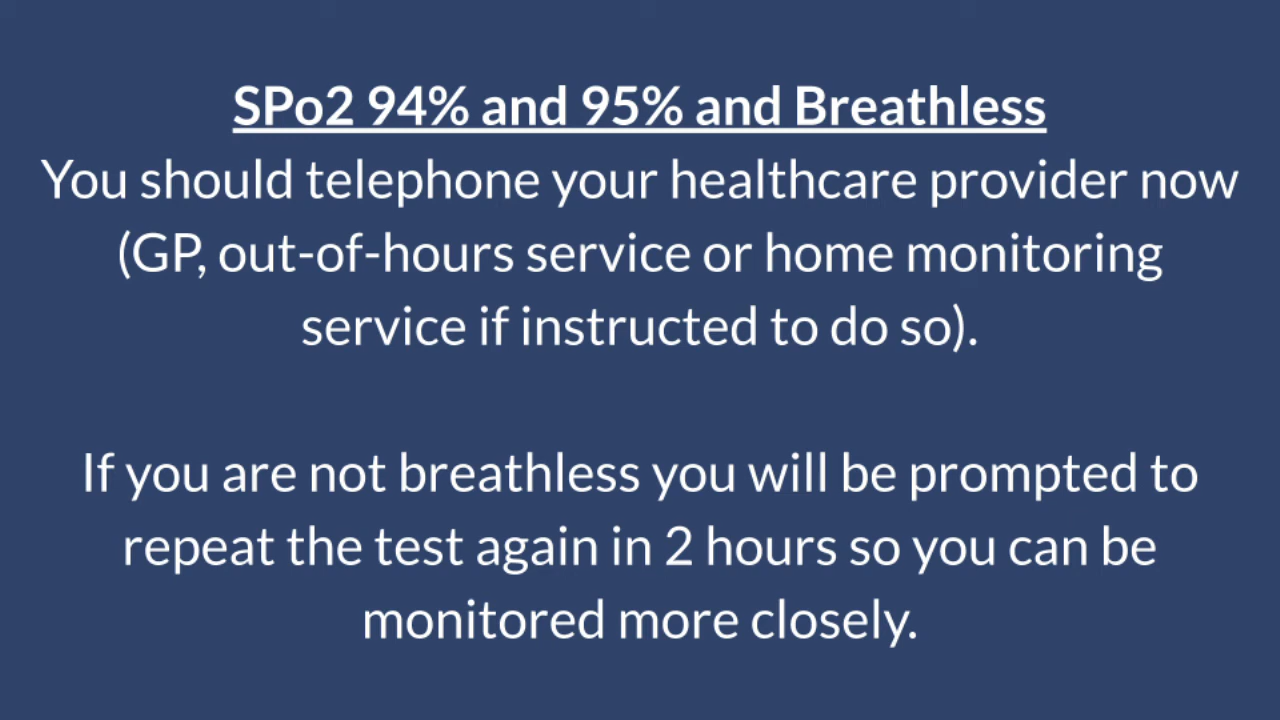 SPo2 94% and 95% and Breathless
You should telephone your healthcare provider now
(GP, out-of-hours service or home monitoring
service if instructed to do so).
If you are not breathless you will be prompted to
repeat the test again in 2 hours so you can be
monitored more closely.